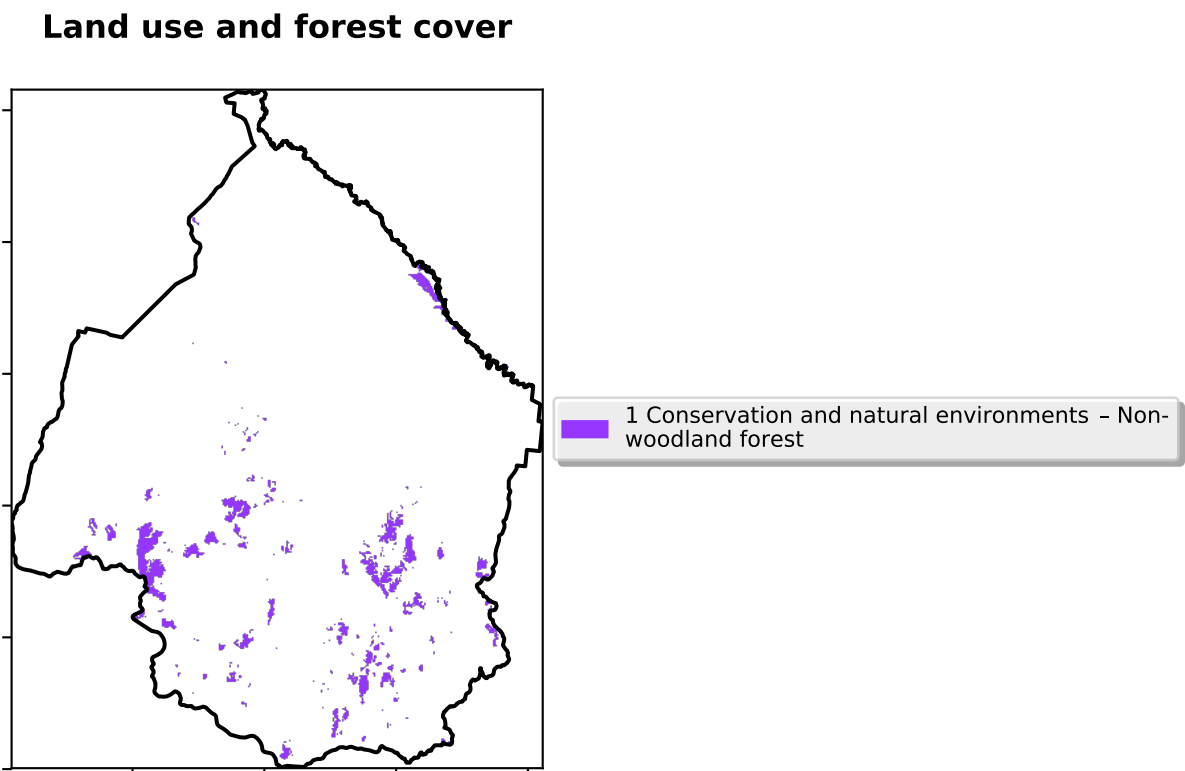 Land use and forest cover
1 Conservation and natural environments – Non-
woodland forest